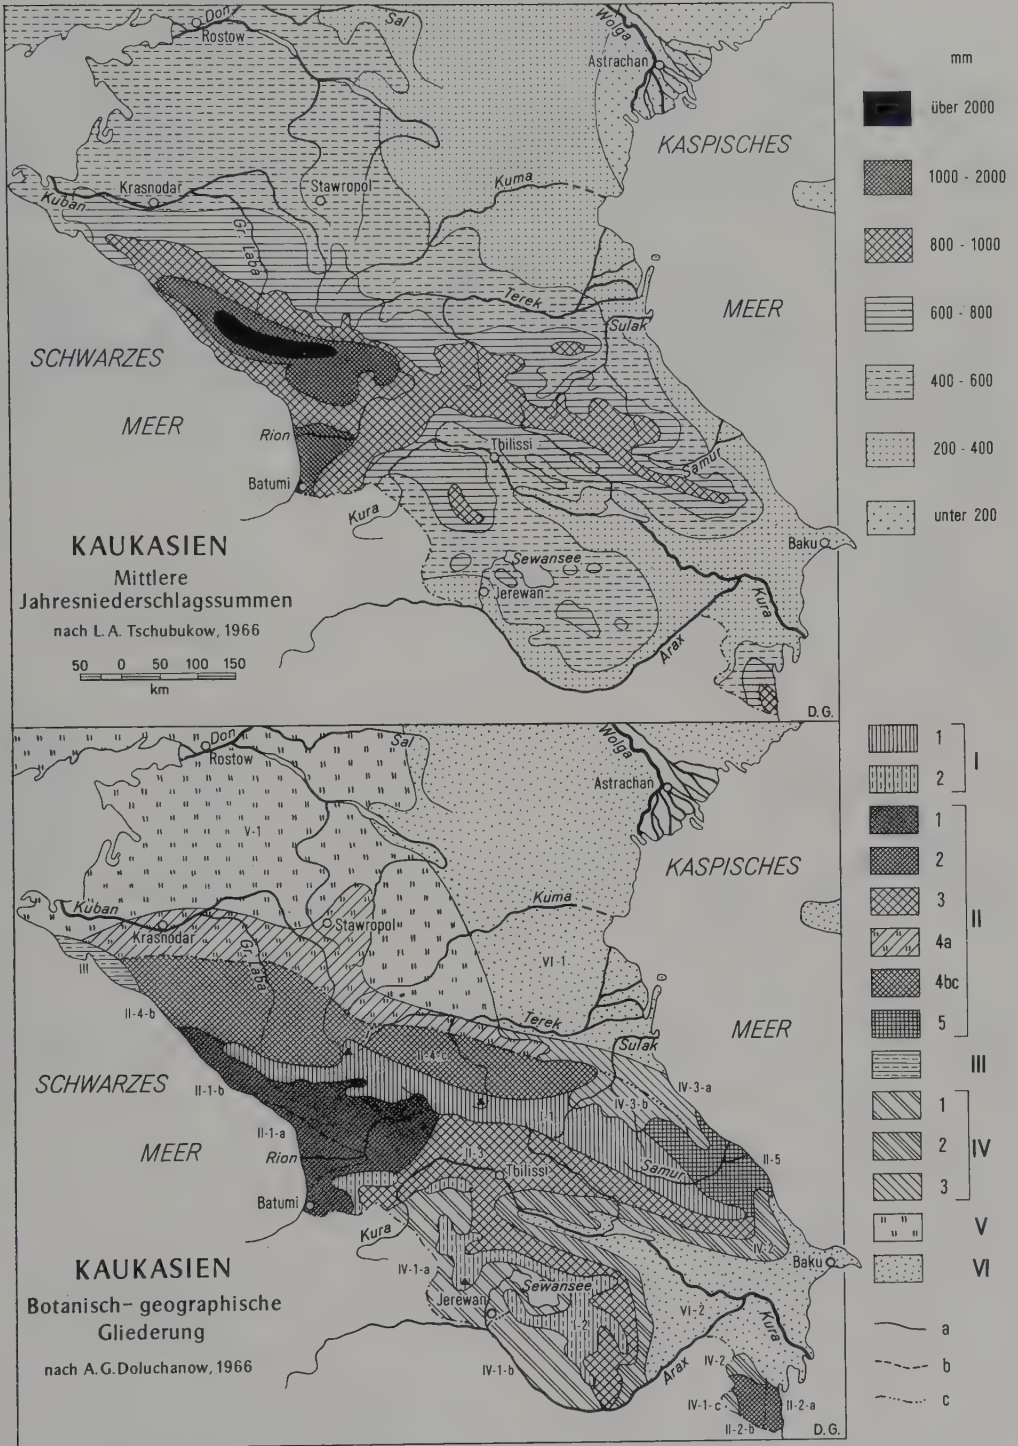 Don
Rostow
Sal
Wolga
Astrachan
KASPISCHES
Kuma
Krasnodar
Kuban
Stawropol
Gr. Laba
Terek
MEER
Sulak
SCHWARZES
MEER
Rion
Tbilissi
Samur
Batumi
Kura
Baku
Sewansee
Jerewan
Kura
Arax
KAUKASIEN
Mittlere
Jahresniederschlagssummen
nach L.A. Tschubukow, 1966
50 0 50 100 150
km
D.G.
mm
über 2000
1000 - 2000
800 - 1000
600 - 800
400 - 600
200 - 400
unter 200
Don
Rostow
Sal
Wolga
Astrachan
V-1
KASPISCHES
Kuma
Kuban
Krasnodar
Stawropol
Gr. Laba
III
VI-1
Terek
MEER
II-4-b
II-4-c
Sulak
IV-3-a
SCHWARZES
II-1-b
IV-3-b
I-1
MEER
II-1-a
Rion
II-3
Tbilissi
Samur
II-5
Batumi
Kura
IV-2
Baku
IV-1-a
Sewansee
Jerewan
I-2
VI-2
Kura
IV-1-b
Arax
IV-2
IV-1-c
II-2-a
II-2-b
D.G.
KAUKASIEN
Botanisch-geographische
Gliederung
nach A.G. Doluchanow, 1966
1
2
I
1
2
3
4a
4bc
5
II
III
1
2
3
IV
V
VI
a
b
c